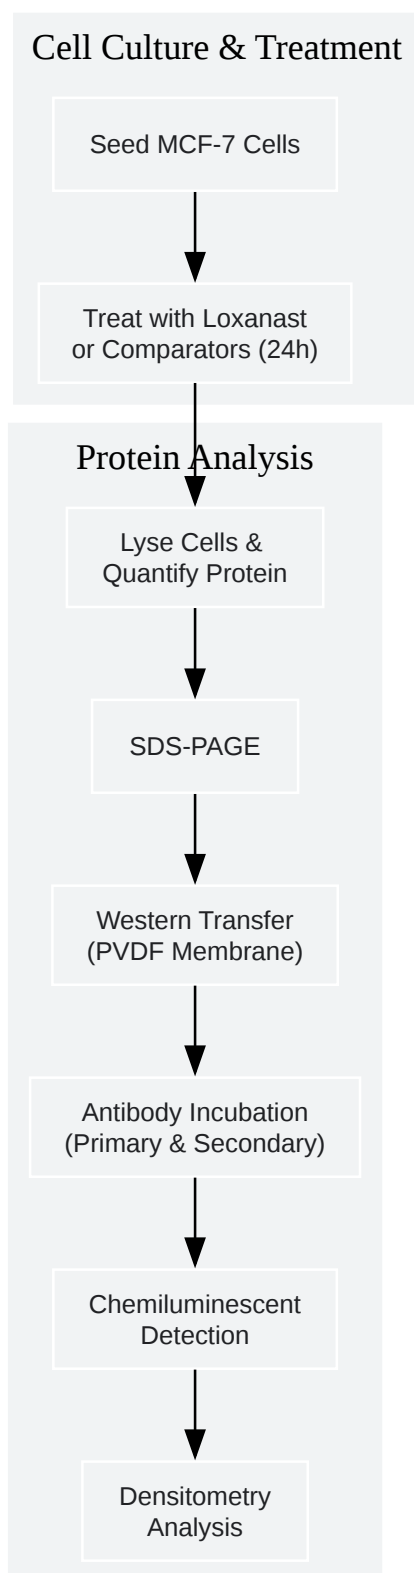 Cell Culture & Treatment
Seed MCF-7 Cells
Treat with Loxanast
or Comparators (24h)
Protein Analysis
Lyse Cells &
Quantify Protein
SDS-PAGE
Western Transfer
(PVDF Membrane)
Antibody Incubation
(Primary & Secondary)
Chemiluminescent
Detection
Densitometry
Analysis